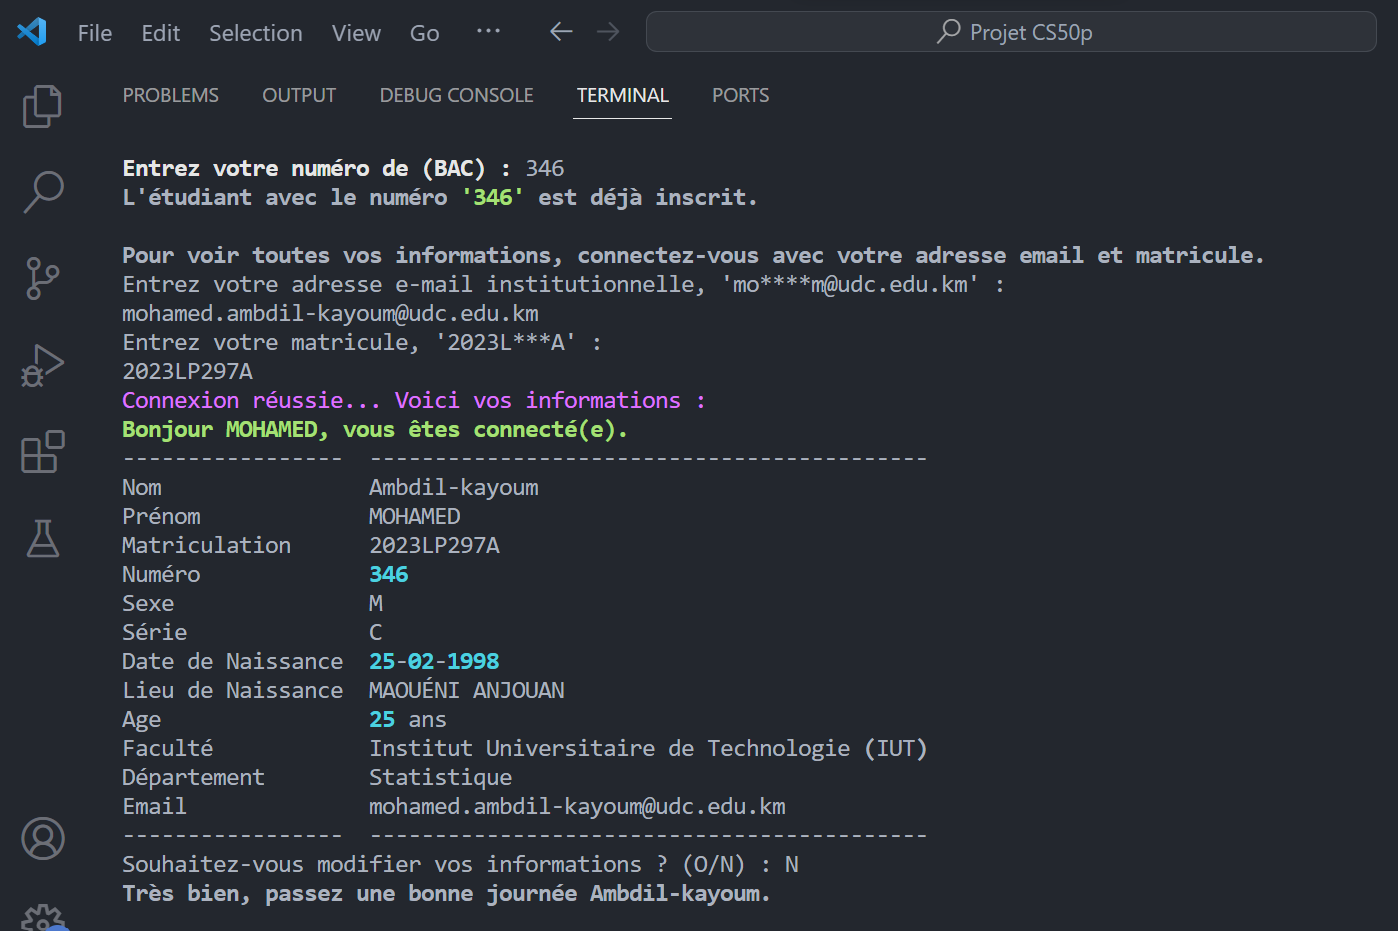 File Edit Selection View Go ··· Projet CS50p
PROBLEMS OUTPUT DEBUG CONSOLE TERMINAL PORTS
Entrez votre numéro de (BAC) : 346
L'étudiant avec le numéro '346' est déjà inscrit.
Pour voir toutes vos informations, connectez-vous avec votre adresse email et matricule.
Entrez votre adresse e-mail institutionnelle, 'mo****m@udc.edu.km' :
mohamed.ambdil-kayoum@udc.edu.km
Entrez votre matricule, '2023L***A' :
2023LP297A
Connexion réussie... Voici vos informations :
Bonjour MOHAMED, vous êtes connecté(e).
----------------- -------------------------------------------
Nom Ambdil-kayoum
Prénom MOHAMED
Matriculation 2023LP297A
Numéro 346
Sexe M
Série C
Date de Naissance 25-02-1998
Lieu de Naissance MAOUÉNI ANJOUAN
Age 25 ans
Faculté Institut Universitaire de Technologie (IUT)
Département Statistique
Email mohamed.ambdil-kayoum@udc.edu.km
----------------- -------------------------------------------
Souhaitez-vous modifier vos informations ? (O/N) : N
Très bien, passez une bonne journée Ambdil-kayoum.